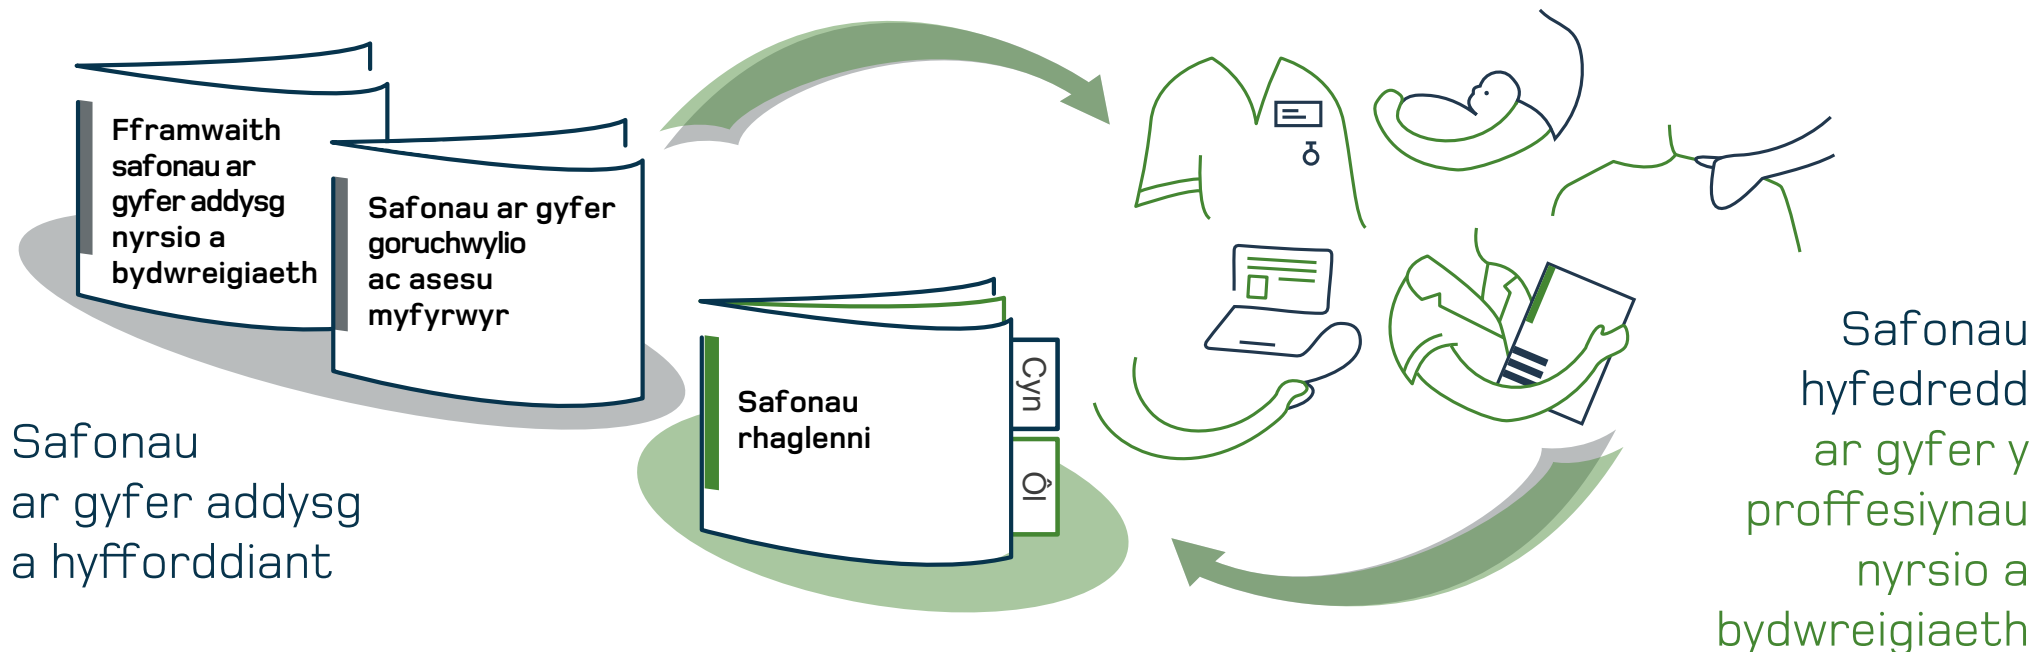 Fframwaith
safonau ar
gyfer addysg
nyrsio a
bydwreigiaeth
Safonau ar gyfer
goruchwylio
ac asesu
myfyrwyr
Safonau
rhaglenni
Cyn
Ôl
Safonau
ar gyfer addysg
a hyfforddiant
Safonau
hyfedredd
ar gyfer y
proffesiynau
nyrsio a
bydwreigiaeth